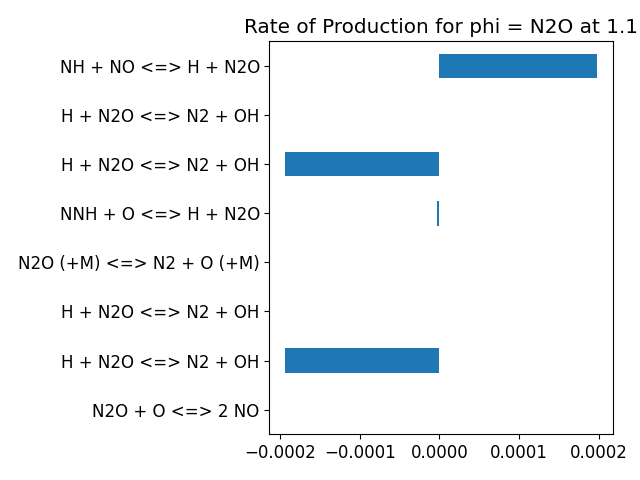 Rate of Production for phi = N2O at 1.1
NH + NO <=> H + N2O
H + N2O <=> N2 + OH
H + N2O <=> N2 + OH
NNH + O <=> H + N2O
N2O (+M) <=> N2 + O (+M)
H + N2O <=> N2 + OH
H + N2O <=> N2 + OH
N2O + O <=> 2 NO
−0.0002 −0.0001 0.0000 0.0001 0.0002